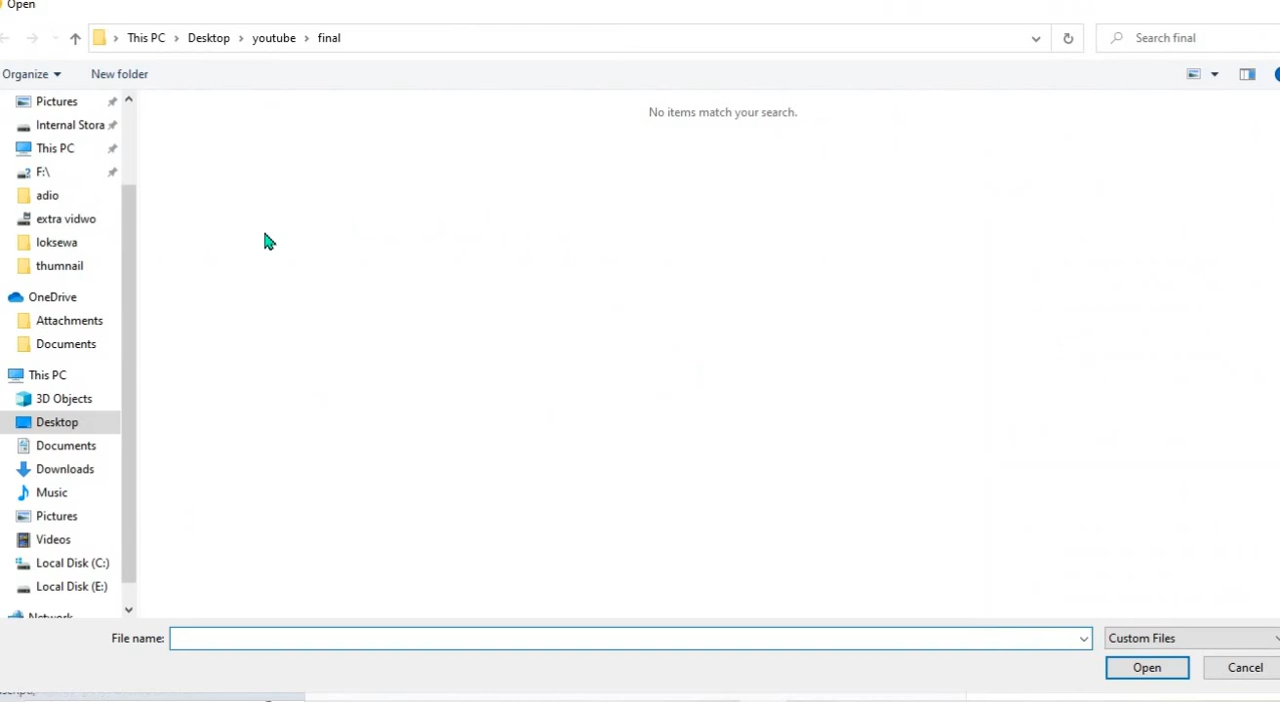 Open
This PC > Desktop > youtube > final
Search final
Organize
New folder
No items match your search.
Pictures
Internal Stora
This PC
F:\
adio
extra vidwo
loksewa
thumnail
OneDrive
Attachments
Documents
This PC
3D Objects
Desktop
Documents
Downloads
Music
Pictures
Videos
Local Disk (C:)
Local Disk (E:)
Network
File name:
Custom Files
Open
Cancel